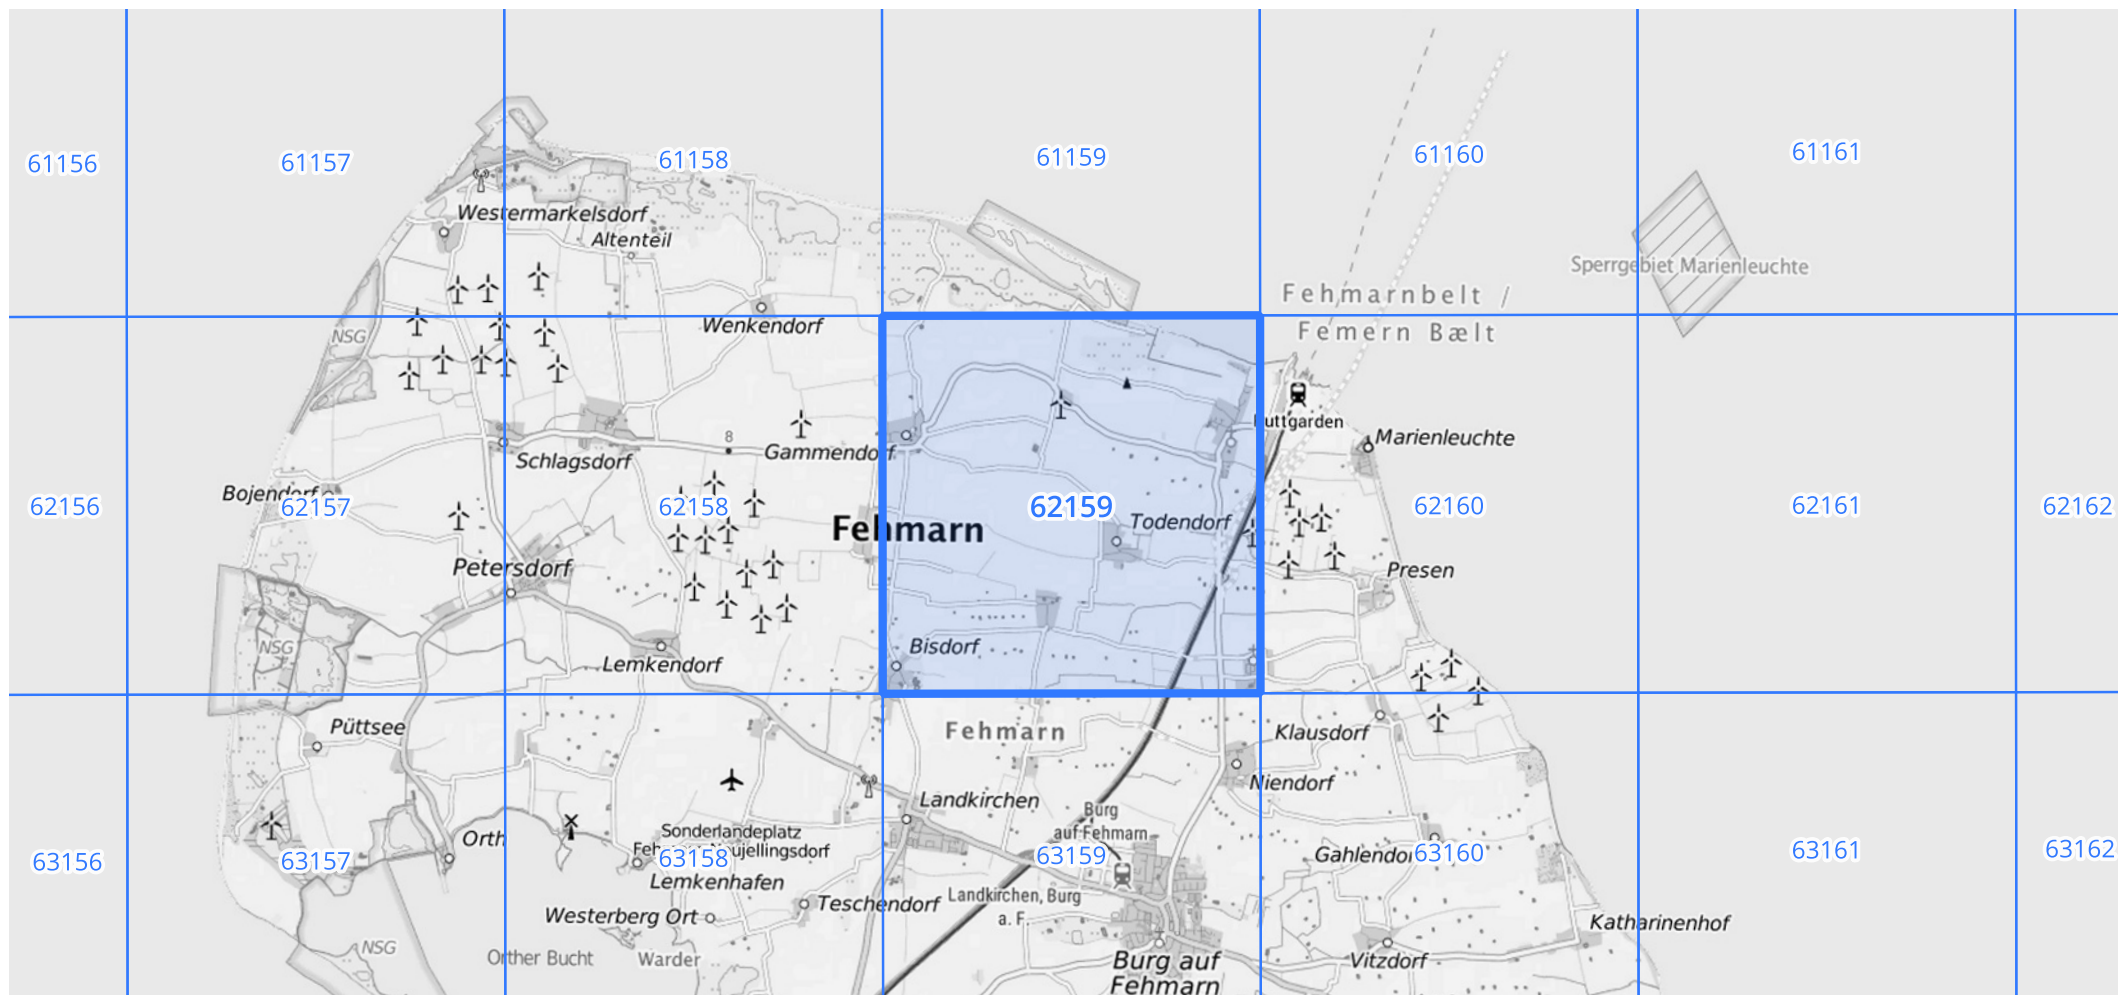 61156
61157
61158
61159
61160
61161
Westermarkelsdorf
Altenteil
Sperrgebiet Marienleuchte
Fehmarnbelt /
Femern Bælt
Wenkendorf
NSG
8
Gammendorf
Puttgarden
Marienleuchte
Schlagsdorf
Bojendorf
62156
62157
62158
62159
62160
62161
62162
Fehmarn
Todendorf
Petersdorf
Presen
NSG
Lemkendorf
Bisdorf
Püttsee
Fehmarn
Klausdorf
Niendorf
Landkirchen
Burg
auf Fehmarn
Orth
Sonderlandeplatz
63156
63157
63158
63159
63160
63161
63162
Gahlendorf
Lemkenhafen
Landkirchen, Burg
a. F.
Teschendorf
Westerberg Ort
Katharinenhof
NSG
Orther Bucht
Warder
Vitzdorf
Burg auf
Fehmarn